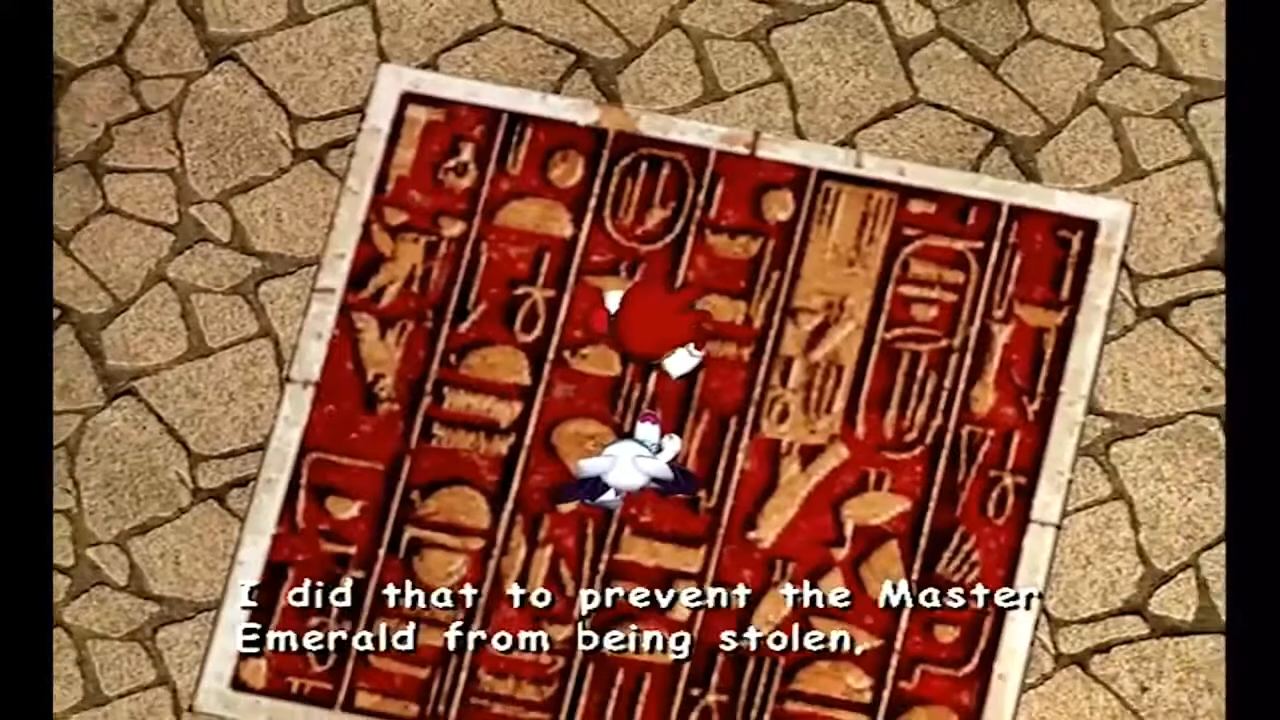 I did that to prevent the Master
Emerald from being stolen,